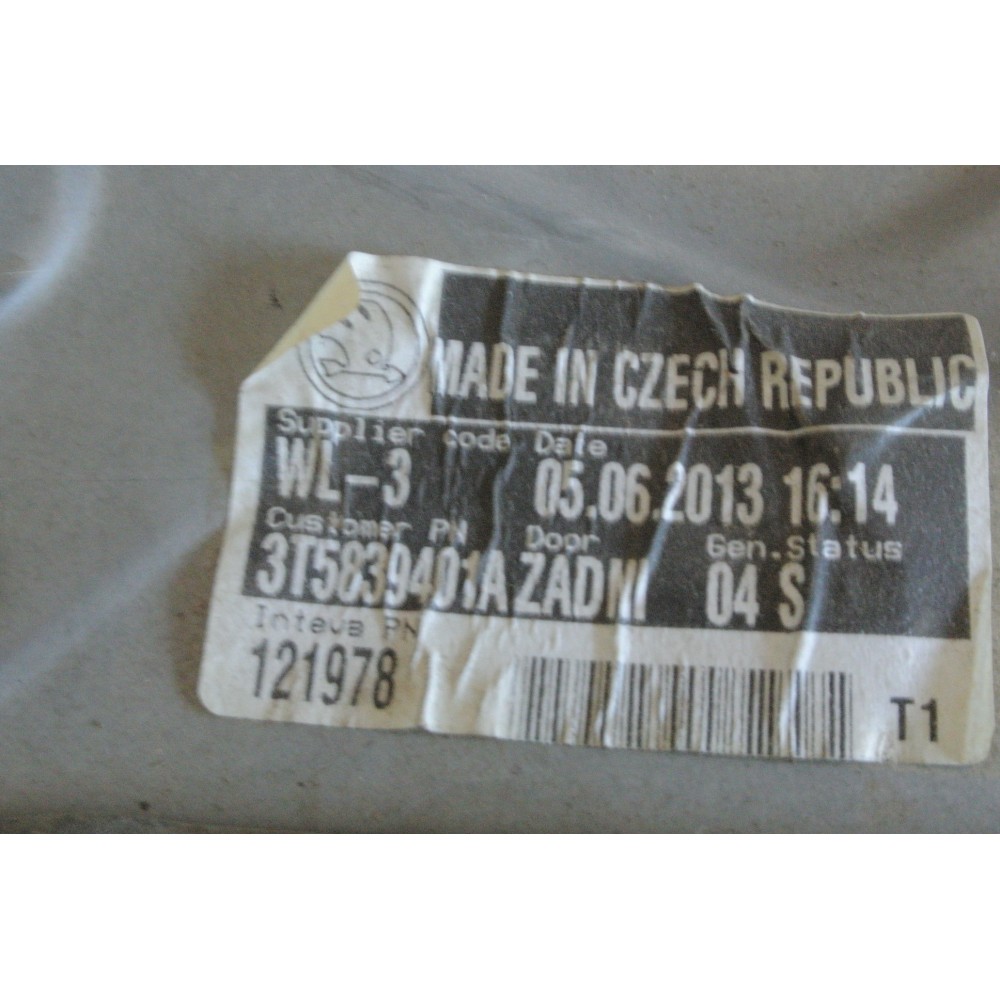 MADE IN CZECH REPUBLIC
Supplier code Date
WL-3 05.06.2013 16:14
Customer PN Door Gen.Status
3T5839401A ZADNI 04 S
Inteva PN
121978
T1